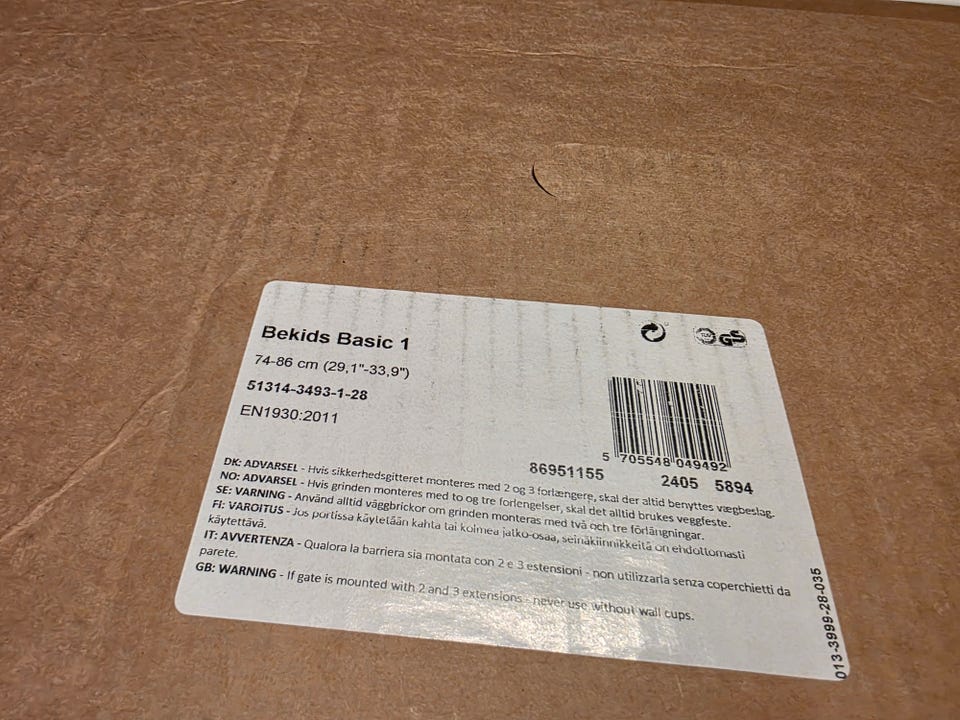 Bekids Basic 1
74-86 cm (29,1"-33,9")
51314-3493-1-28
EN1930:2011
TÜV GS
5 705548 049492
86951155 2405 5894
DK: ADVARSEL - Hvis sikkerhedsgitteret monteres med 2 og 3 forlængere, skal der altid benyttes vægbeslag.
NO: ADVARSEL - Hvis grinden monteres med to og tre forlengelser, skal det altid brukes veggfeste.
SE: VARNING - Använd alltid väggbrickor om grinden monteras med två och tre förlängningar.
FI: VAROITUS - Jos portissa käytetään kahta tai kolmea jatko-osaa, seinäkiinnikkeitä on ehdottomasti
käytettävä.
IT: AVVERTENZA - Qualora la barriera sia montata con 2 e 3 estensioni - non utilizzarla senza coperchietti da
parete.
GB: WARNING - If gate is mounted with 2 and 3 extensions - never use without wall cups.
013-3999-28-035